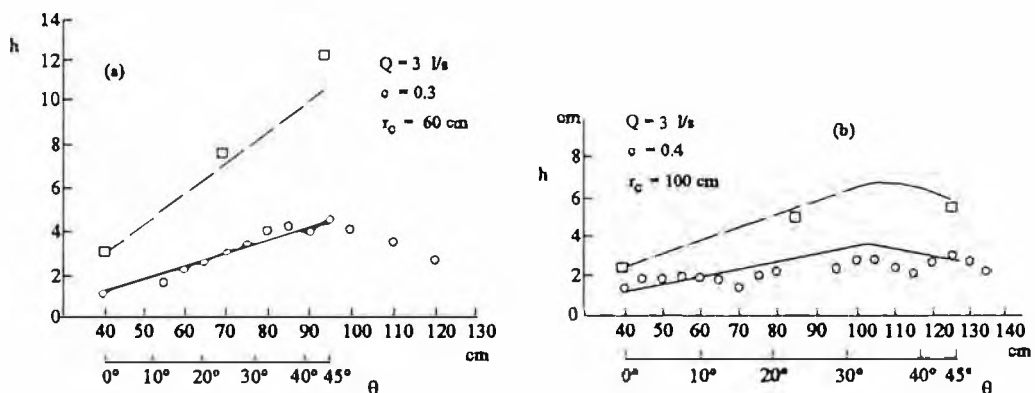 14
h
12
10
8
6
4
2
0
(a)
Q = 3 l/s
c = 0.3
r_c = 60 cm
40 50 60 70 80 90 100 110 120 130
cm
0° 10° 20° 30° 40° 45°
θ
cm
8
h
6
4
2
0
(b)
Q = 3 l/s
c = 0.4
r_c = 100 cm
40 50 60 70 80 90 100 110 120 130 140
cm
0° 10° 20° 30° 40° 45°
θ